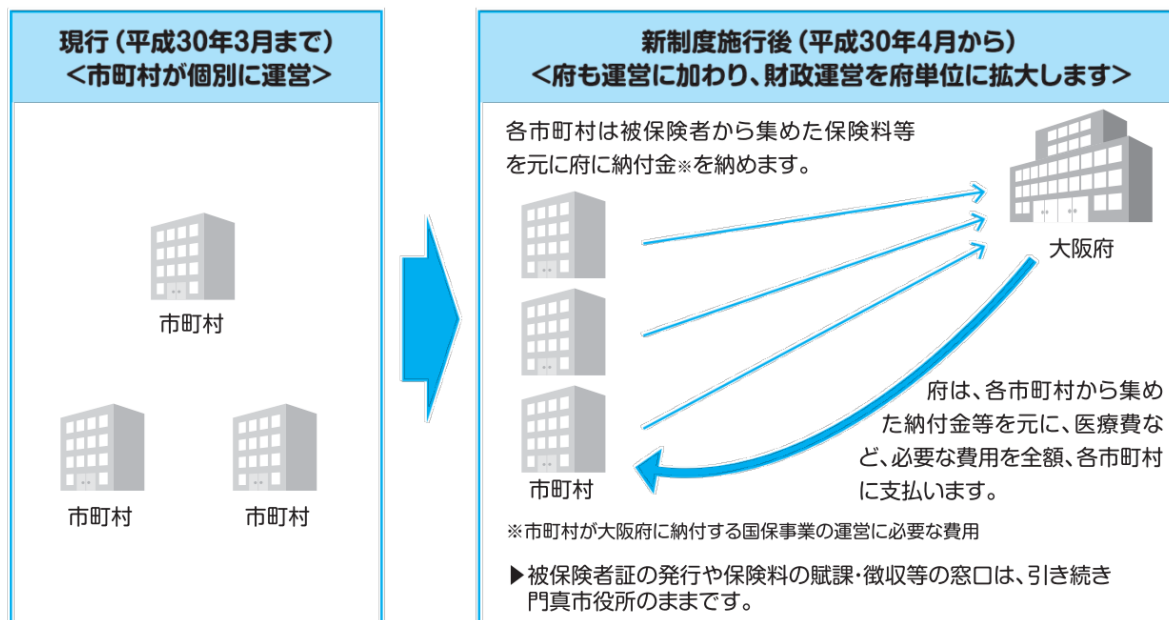 現行（平成30年3月まで）
＜市町村が個別に運営＞
市町村
市町村
市町村
新制度施行後（平成30年4月から）
＜府も運営に加わり、財政運営を府単位に拡大します＞
各市町村は被保険者から集めた保険料等
を元に府に納付金※を納めます。
大阪府
市町村
府は、各市町村から集め
た納付金等を元に、医療費な
ど、必要な費用を全額、各市町村
に支払います。
※市町村が大阪府に納付する国保事業の運営に必要な費用
▶被保険者証の発行や保険料の賦課・徴収等の窓口は、引き続き
門真市役所のままです。